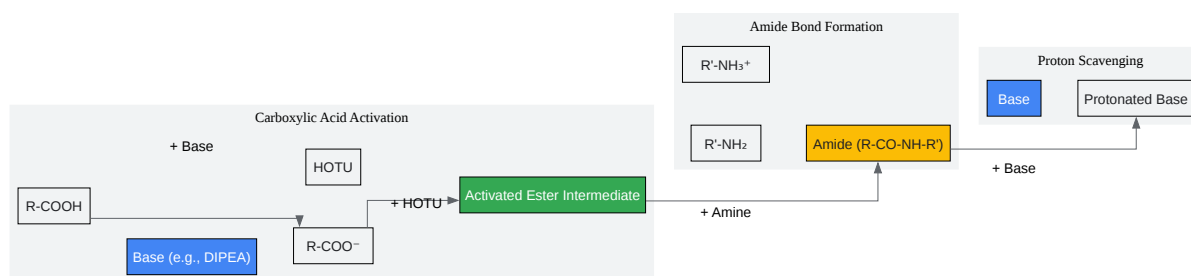 Carboxylic Acid Activation
+ Base
HOTU
R-COOH
Base (e.g., DIPEA)
R-COO⁻
+ HOTU
Activated Ester Intermediate
+ Amine
Amide Bond Formation
R'-NH₃⁺
R'-NH₂
Amide (R-CO-NH-R')
+ Base
Proton Scavenging
Base
Protonated Base